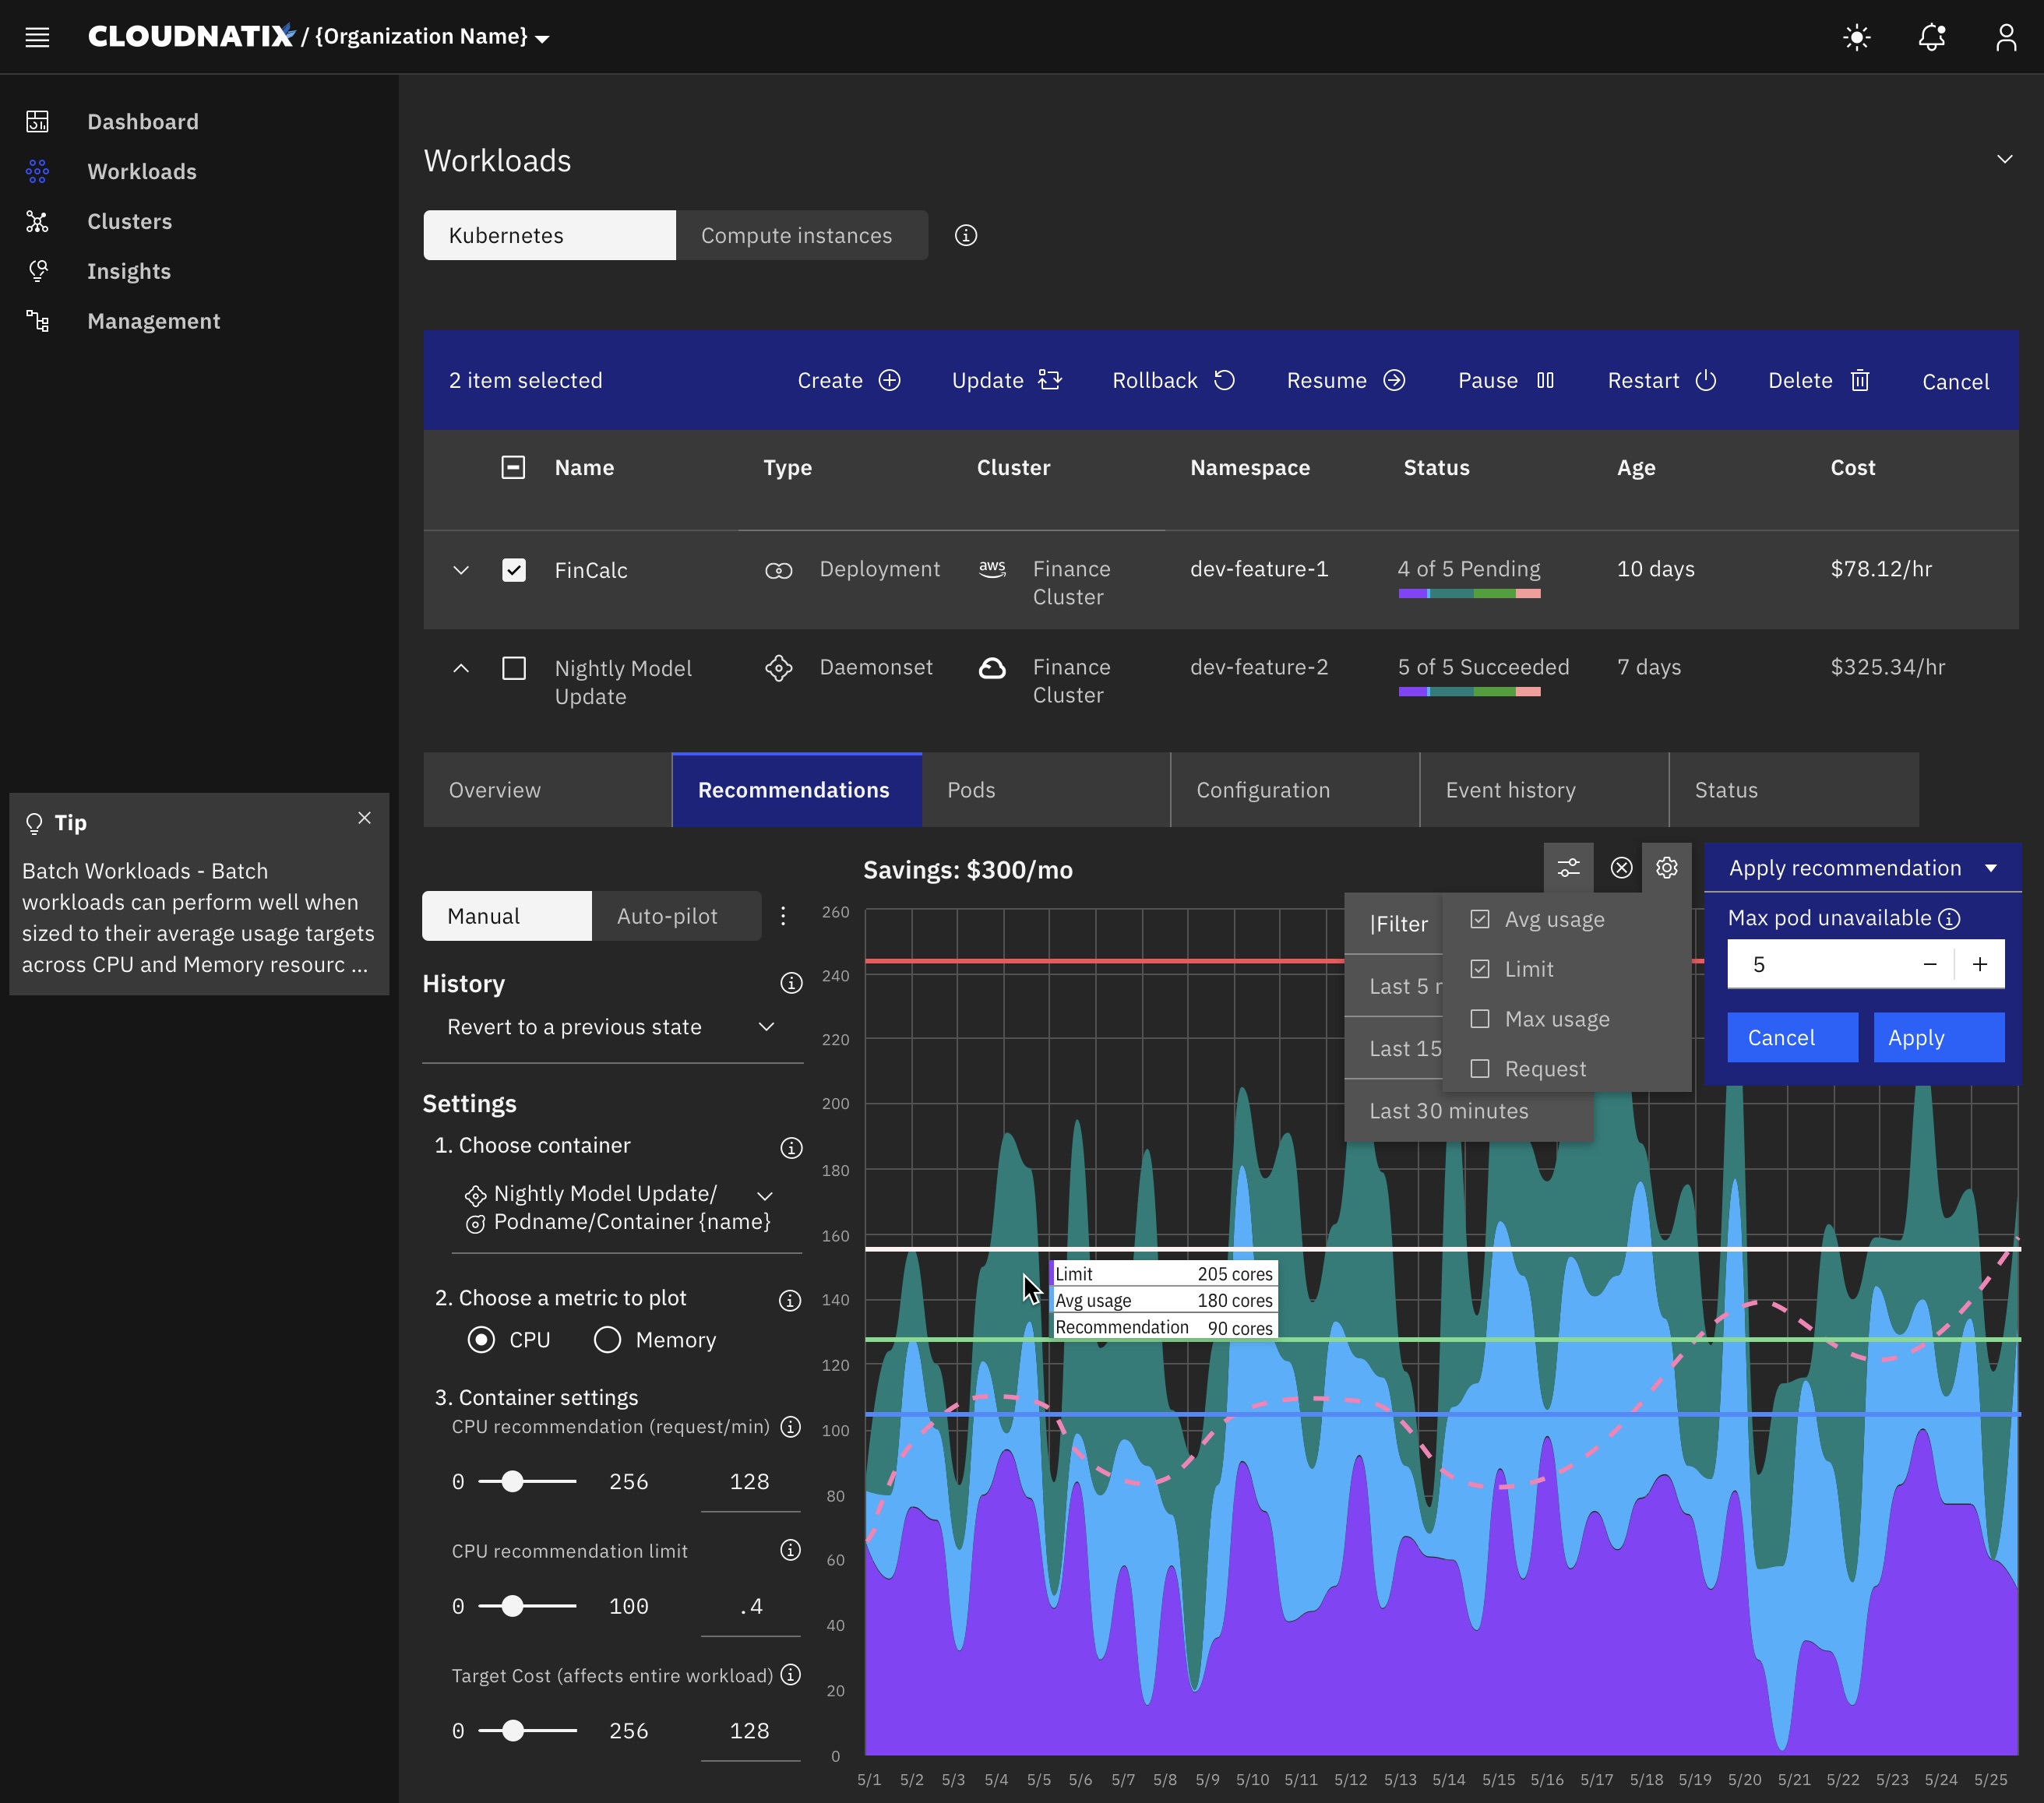 CLOUDNATIX / {Organization Name}
Dashboard
Workloads
Clusters
Insights
Management
Tip
Batch Workloads - Batch
workloads can perform well when
sized to their average usage targets
across CPU and Memory resourc ...
Workloads
Kubernetes
Compute instances
2 item selected
Create
Update
Rollback
Resume
Pause
Restart
Delete
Cancel
Name
Type
Cluster
Namespace
Status
Age
Cost
FinCalc
Deployment
aws
Finance
Cluster
dev-feature-1
4 of 5 Pending
10 days
$78.12/hr
Nightly Model
Update
Daemonset
Finance
Cluster
dev-feature-2
5 of 5 Succeeded
7 days
$325.34/hr
Overview
Recommendations
Pods
Configuration
Event history
Status
Manual
Auto-pilot
History
Revert to a previous state
Settings
1. Choose container
Nightly Model Update/
Podname/Container {name}
2. Choose a metric to plot
CPU
Memory
3. Container settings
CPU recommendation (request/min)
0
256
128
CPU recommendation limit
0
100
.4
Target Cost (affects entire workload)
0
256
128
Savings: $300/mo
|Filter
Last 5
Last 15
Last 30 minutes
Avg usage
Limit
Max usage
Request
Apply recommendation
Max pod unavailable
5
Cancel
Apply
260
240
220
200
180
160
140
120
100
80
60
40
20
0
Limit 205 cores
Avg usage 180 cores
Recommendation 90 cores
5/1 5/2 5/3 5/4 5/5 5/6 5/7 5/8 5/9 5/10 5/11 5/12 5/13 5/14 5/15 5/16 5/17 5/18 5/19 5/20 5/21 5/22 5/23 5/24 5/25